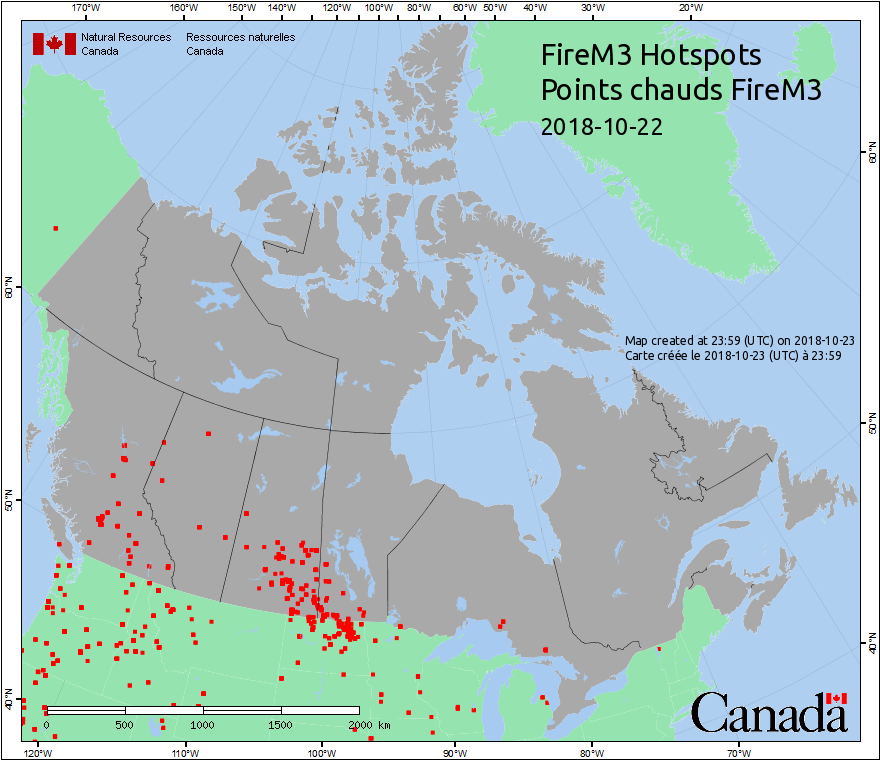 170°W 160°W 150°W 140°W 130°W 120°W 110°W 100°W 90°W 80°W 70°W 60°W 50°W 40°W 30°W 20°W
Natural Resources Ressources naturelles
Canada Canada
FireM3 Hotspots
Points chauds FireM3
2018-10-22
60°N
60°N
Map created at 23:59 (UTC) on 2018-10-23
Carte créée le 2018-10-23 (UTC) à 23:59
50°N
50°N
40°N
40°N
Canada
0 500 1000 1500 2000 km
120°W 110°W 100°W 90°W 80°W 70°W